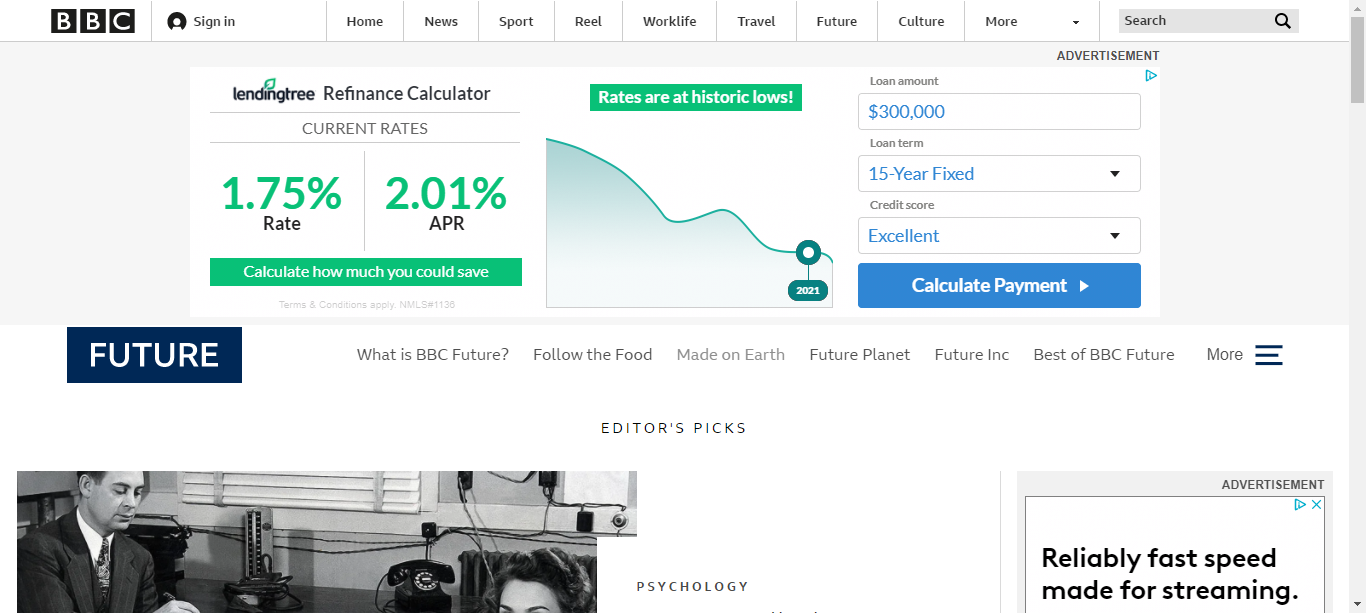 BBC
Sign in
Home
News
Sport
Reel
Worklife
Travel
Future
Culture
More
Search
ADVERTISEMENT
lendingtree Refinance Calculator
CURRENT RATES
1.75%
Rate
2.01%
APR
Calculate how much you could save
Terms & Conditions apply. NMLS#1136
Rates are at historic lows!
2021
Loan amount
$300,000
Loan term
15-Year Fixed
Credit score
Excellent
Calculate Payment
FUTURE
What is BBC Future?
Follow the Food
Made on Earth
Future Planet
Future Inc
Best of BBC Future
More
EDITOR'S PICKS
PSYCHOLOGY
ADVERTISEMENT
Reliably fast speed
made for streaming.